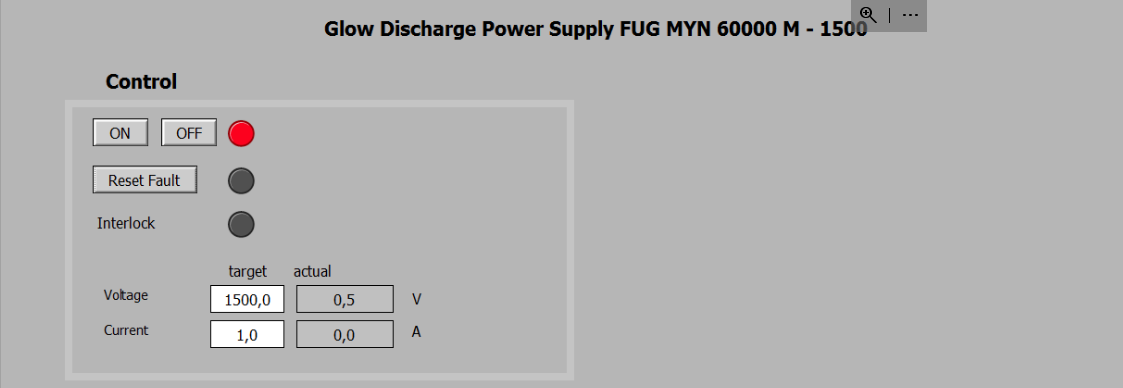 Glow Discharge Power Supply FUG MYN 60000 M - 1500
Control
ON OFF
Reset Fault
Interlock
target actual
Voltage 1500,0 0,5 V
Current 1,0 0,0 A